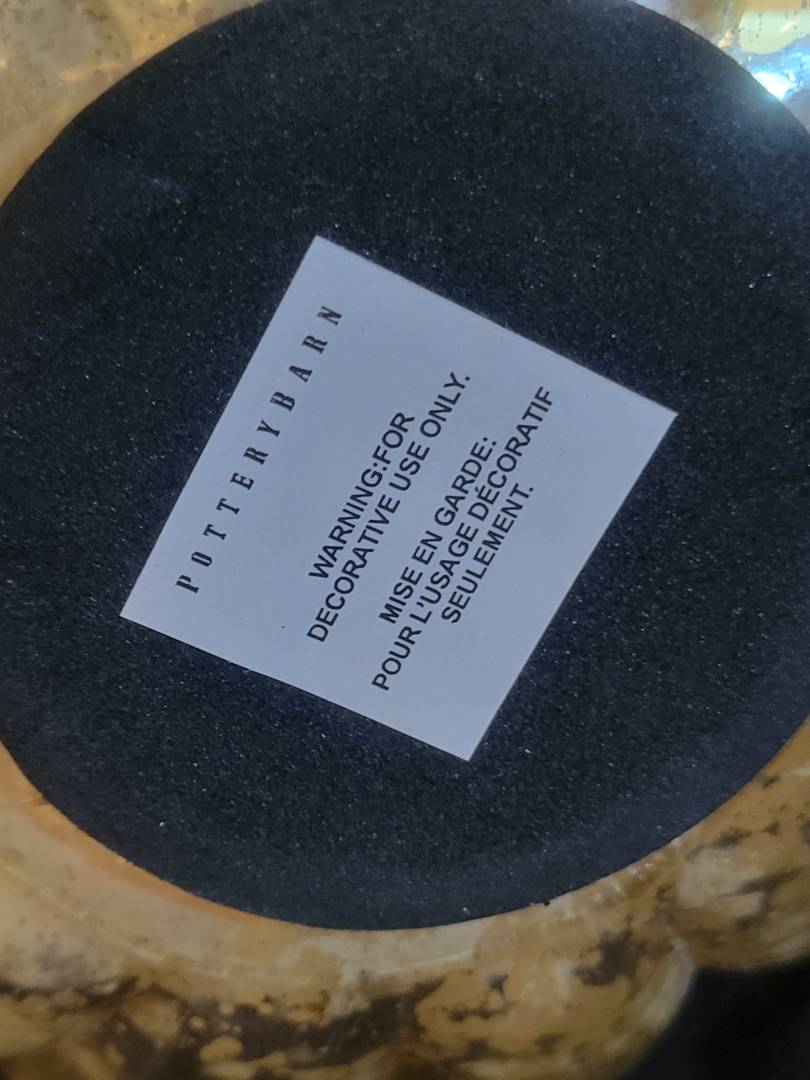 POTTERYBARN
WARNING:FOR
DECORATIVE USE ONLY.
MISE EN GARDE:
POUR L'USAGE DÉCORATIF
SEULEMENT.